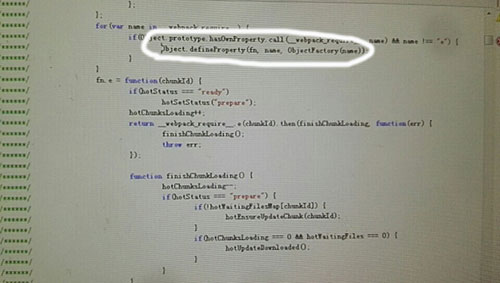 /******/ };
/******/ };
/******/ for(var name in __webpack_require__) {
/******/ if(Object.prototype.hasOwnProperty.call(__webpack_require__, name) && name !== "e") {
/******/ Object.defineProperty(fn, name, ObjectFactory(name))
/******/ }
/******/ }
/******/ fn.e = function(chunkId) {
/******/ if(hotStatus === "ready")
/******/ hotSetStatus("prepare");
/******/ hotChunksLoading++;
/******/ return __webpack_require__.e(chunkId).then(finishChunkLoading, function(err) {
/******/ finishChunkLoading();
/******/ throw err;
/******/ });
/******/
/******/ function finishChunkLoading() {
/******/ hotChunksLoading--;
/******/ if(hotStatus === "prepare") {
/******/ if(!hotWaitingFilesMap[chunkId]) {
/******/ hotEnsureUpdateChunk(chunkId);
/******/ }
/******/ if(hotChunksLoading === 0 && hotWaitingFiles === 0) {
/******/ hotUpdateDownloaded();
/******/ }
/******/ }